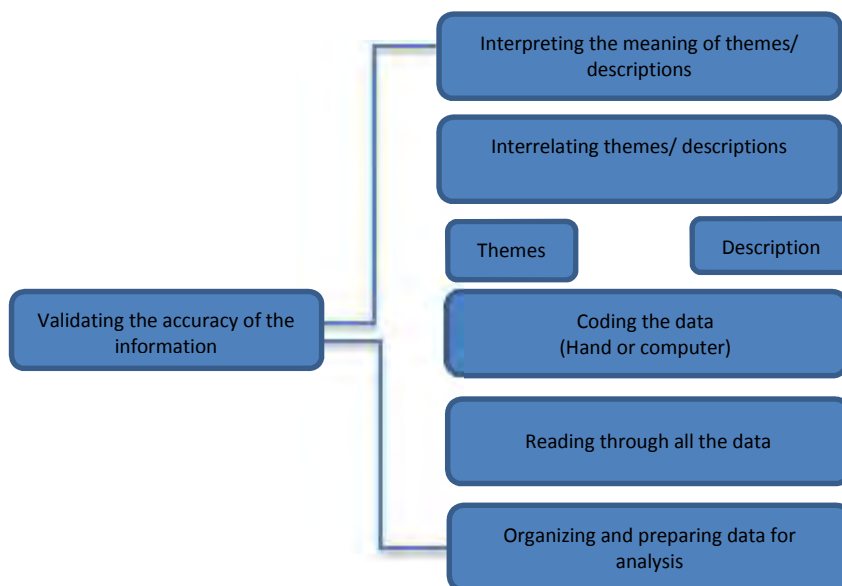 Interpreting the meaning of themes/
descriptions
Interrelating themes/ descriptions
Themes
Description
Validating the accuracy of the
information
Coding the data
(Hand or computer)
Reading through all the data
Organizing and preparing data for
analysis